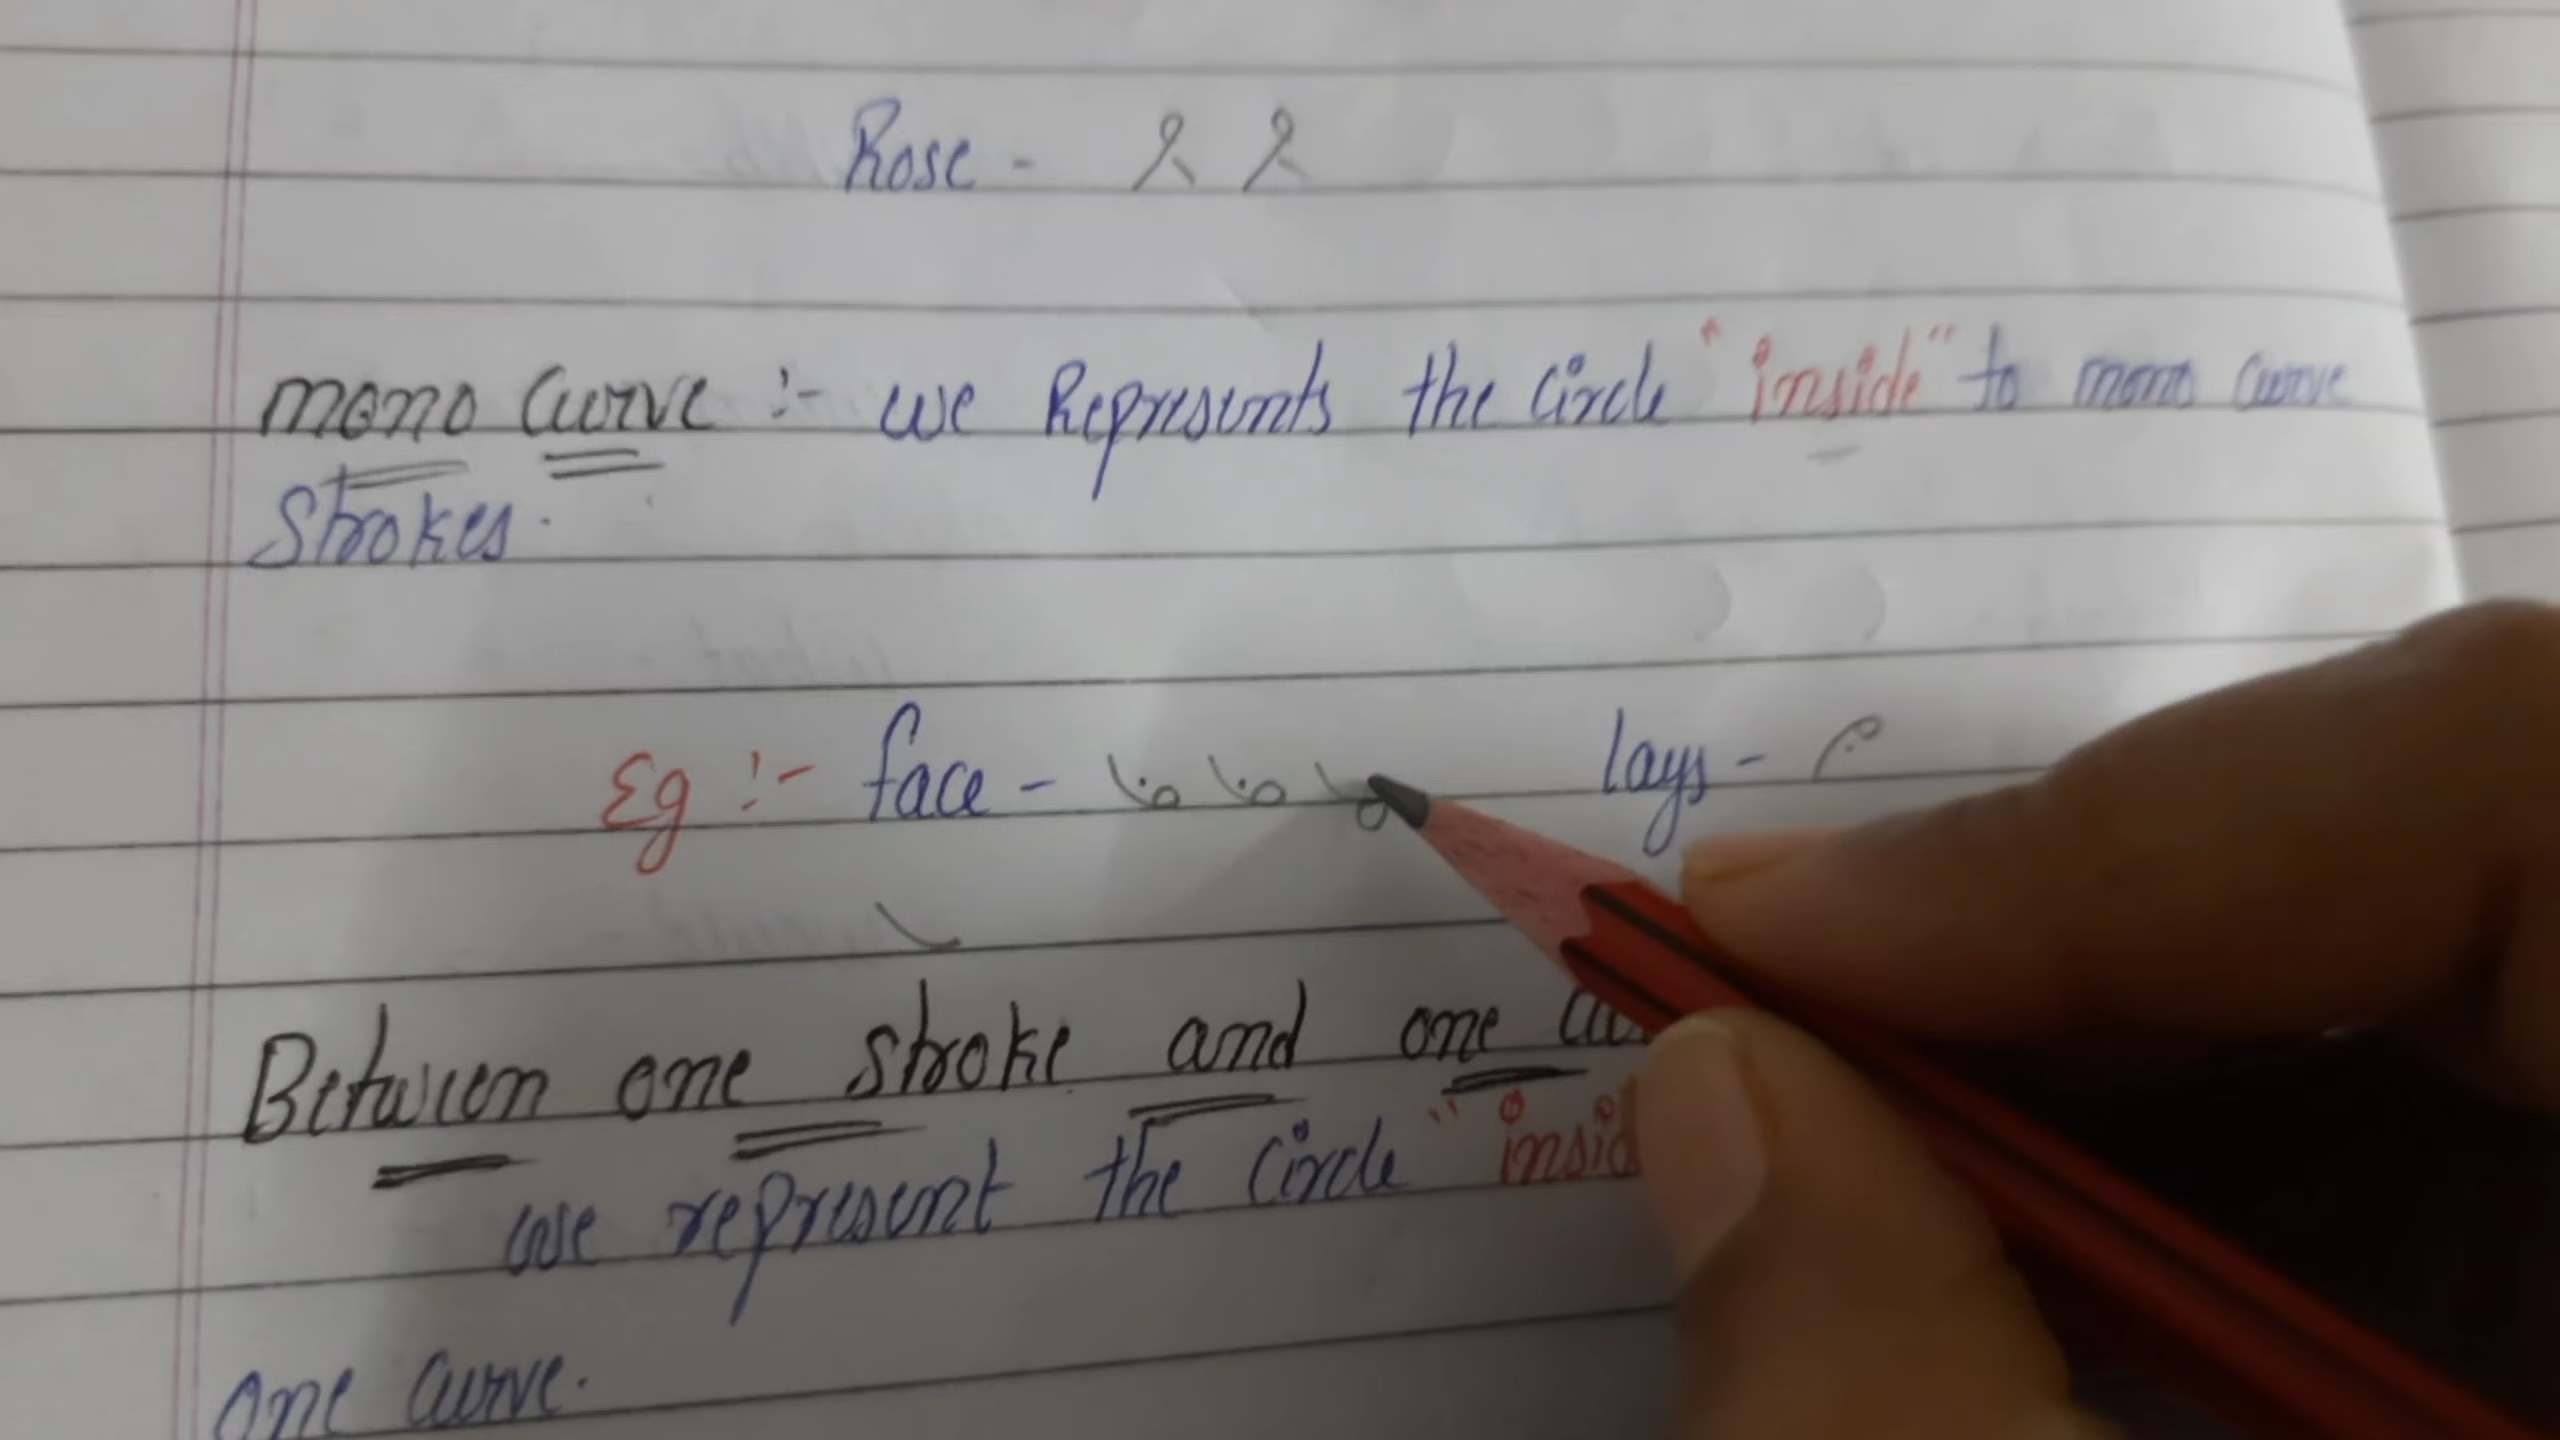 Rose -
mono Curve :- we Represents the Circle "inside" to mono Curve
Strokes.
Eg :- face - lays -
Between one stroke and one
we represent the Circle "insid
one Curve.